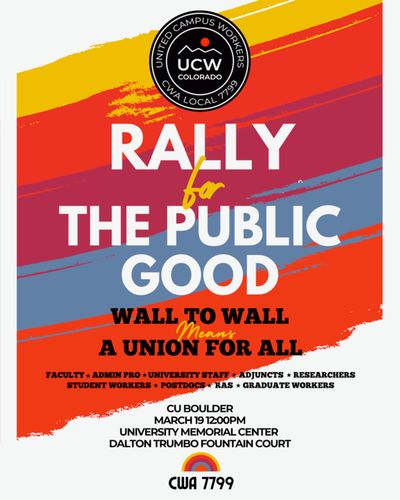 UNITED CAMPUS WORKERS
UCW
COLORADO
CWA LOCAL 7799
RALLY
for
THE PUBLIC
GOOD
WALL TO WALL
Means
A UNION FOR ALL
FACULTY ★ ADMIN PRO ★ UNIVERSITY STAFF ★ ADJUNCTS ★ RESEARCHERS
STUDENT WORKERS ★ POSTDOCS ★ RAS ★ GRADUATE WORKERS
CU BOULDER
MARCH 19 12:00PM
UNIVERSITY MEMORIAL CENTER
DALTON TRUMBO FOUNTAIN COURT
CWA 7799